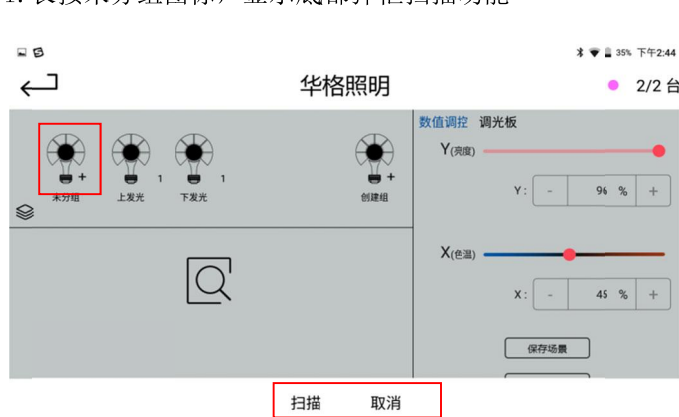 1.长按未分组图标，显示底部弹框扫描功能
35% 下午2:44
华格照明
2/2 台
数值调控 调光板
Y(亮度)
Y: - 96 % +
+ 1 1 +
未分组 上发光 下发光 创建组
X(色温)
X: - 45 % +
保存场景
扫描 取消